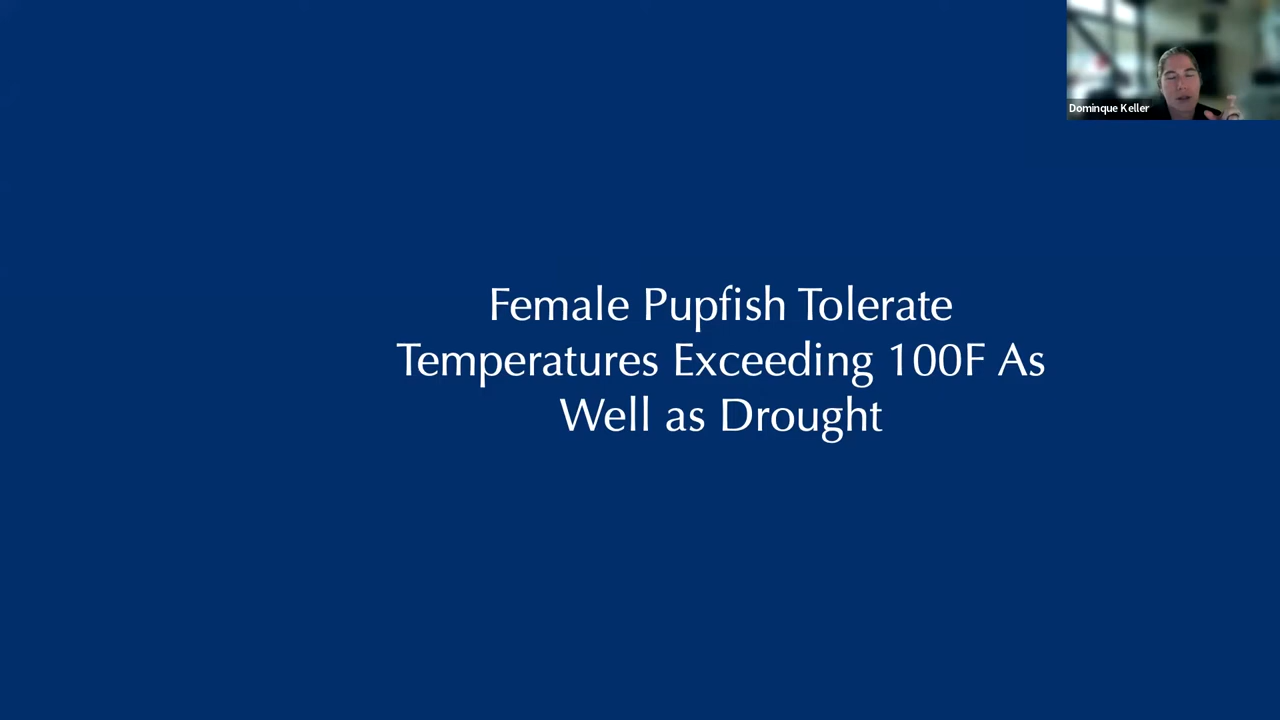 Dominque Keller
Female Pupfish Tolerate
Temperatures Exceeding 100F As
Well as Drought